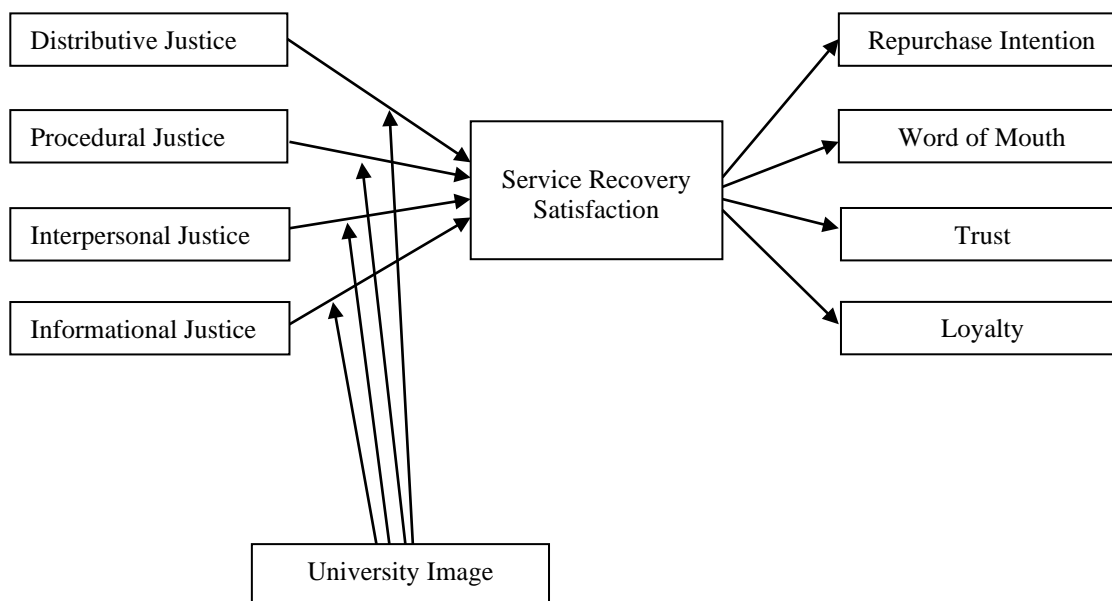 Distributive Justice
Procedural Justice
Interpersonal Justice
Informational Justice
Service Recovery
Satisfaction
Repurchase Intention
Word of Mouth
Trust
Loyalty
University Image